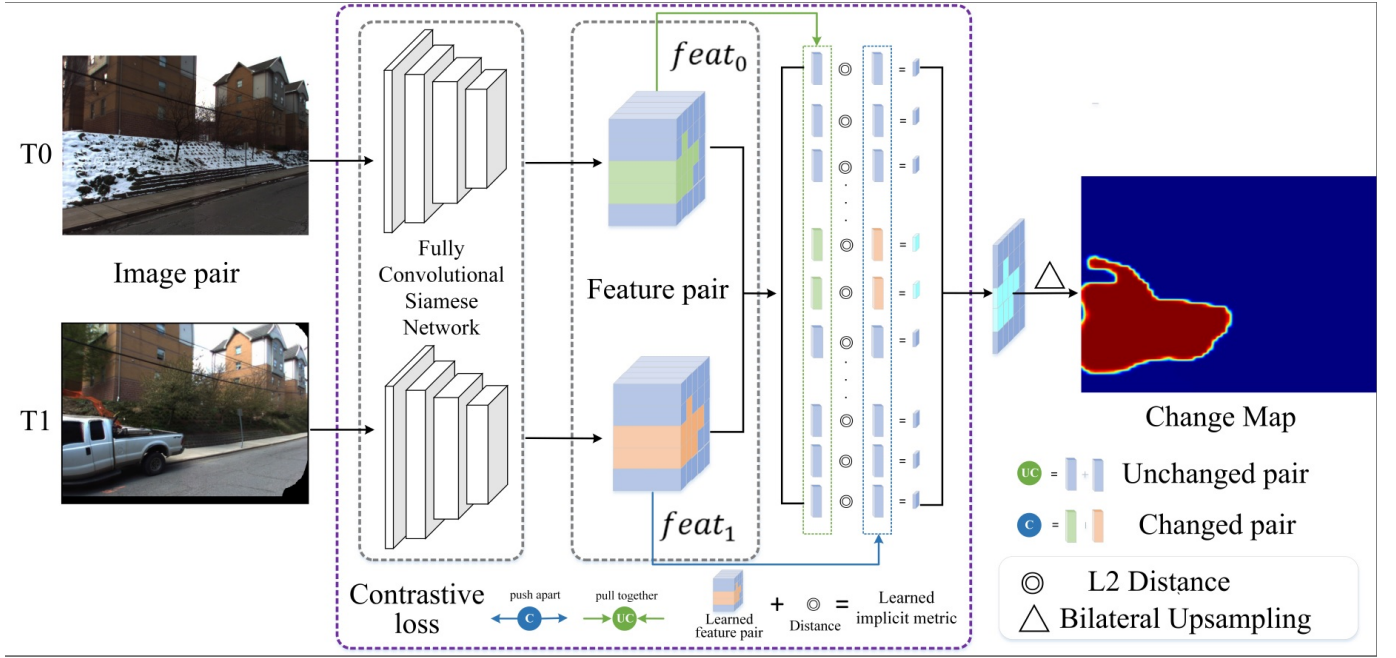 T0
Image pair
T1
Fully
Convolutional
Siamese
Network
feat₀
Feature pair
feat₁
Contrastive
loss
push apart
C
pull together
UC
Learned
feature pair
+
Distance
=
Learned
implicit metric
Change Map
UC = + Unchanged pair
C = Changed pair
L2 Distance
Bilateral Upsampling